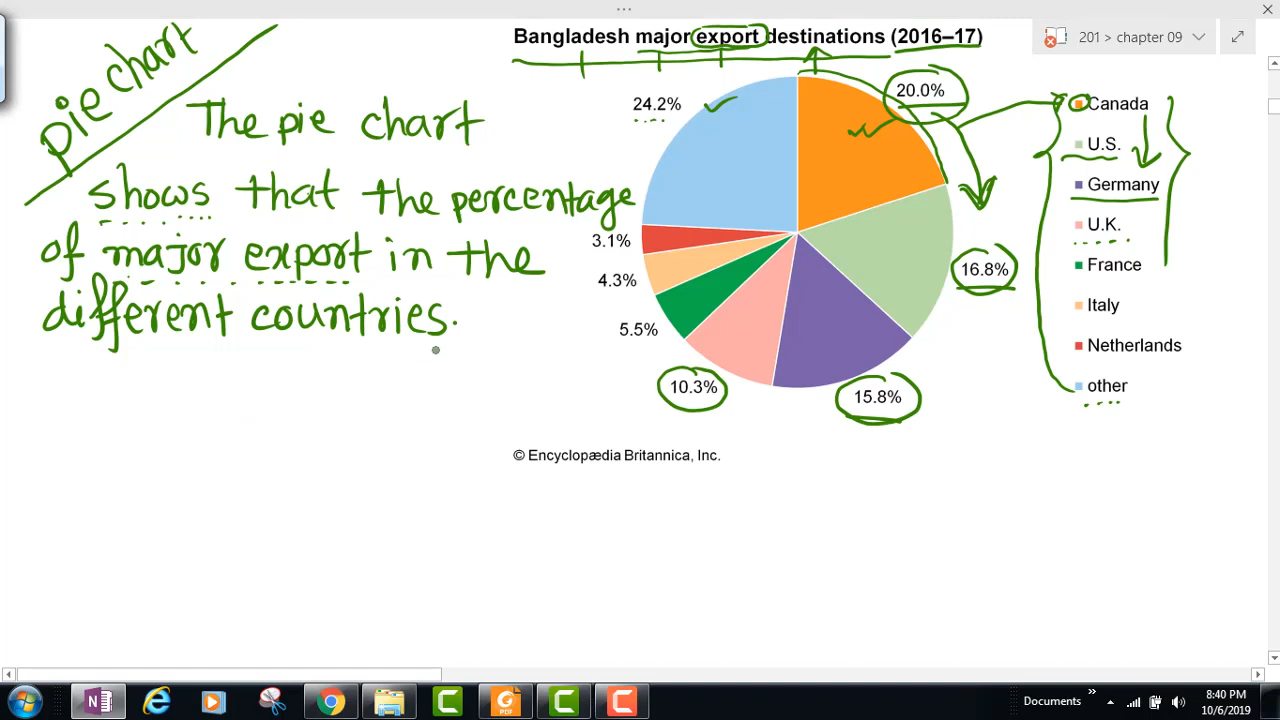 Bangladesh major export destinations (2016–17)
201 > chapter 09
pie chart
The pie chart
shows that the percentage
of major export in the
different countries.
24.2%
20.0%
3.1%
4.3%
5.5%
10.3%
15.8%
16.8%
Canada
U.S.
Germany
U.K.
France
Italy
Netherlands
other
© Encyclopædia Britannica, Inc.
N
PDF
C
C
C
Documents
8:40 PM
10/6/2019